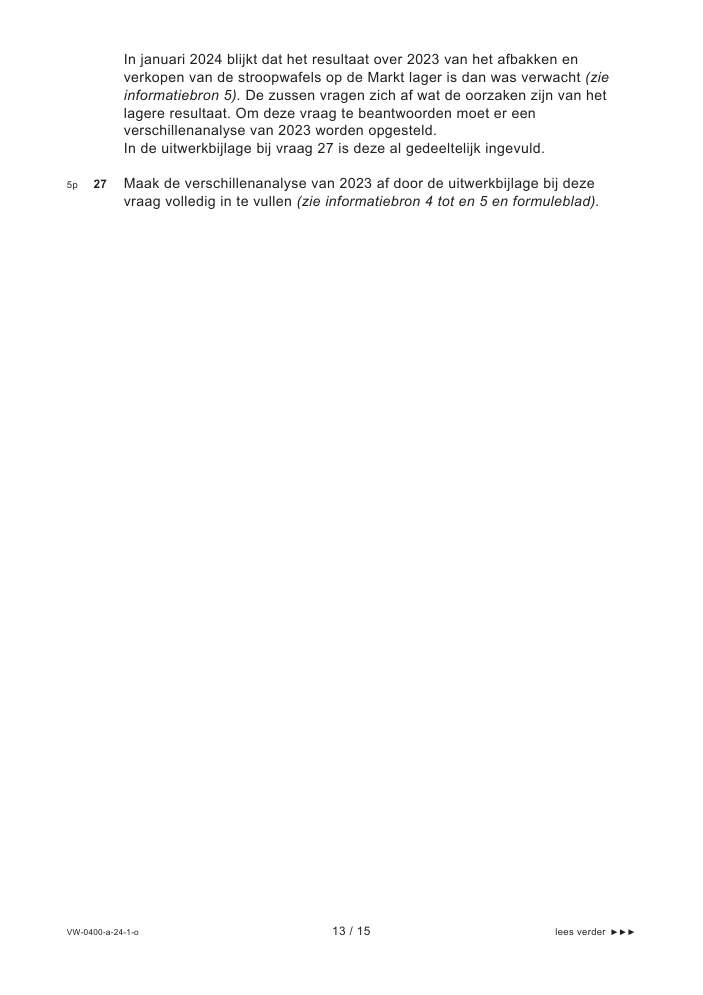 In januari 2024 blijkt dat het resultaat over 2023 van het afbakken en
verkopen van de stroopwafels op de Markt lager is dan was verwacht (zie
informatiebron 5). De zussen vragen zich af wat de oorzaken zijn van het
lagere resultaat. Om deze vraag te beantwoorden moet er een
verschillenanalyse van 2023 worden opgesteld.
In de uitwerkbijlage bij vraag 27 is deze al gedeeltelijk ingevuld.
5p 27 Maak de verschillenanalyse van 2023 af door de uitwerkbijlage bij deze
vraag volledig in te vullen (zie informatiebron 4 tot en 5 en formuleblad).
VW-0400-a-24-1-o 13 / 15 lees verder ►►►